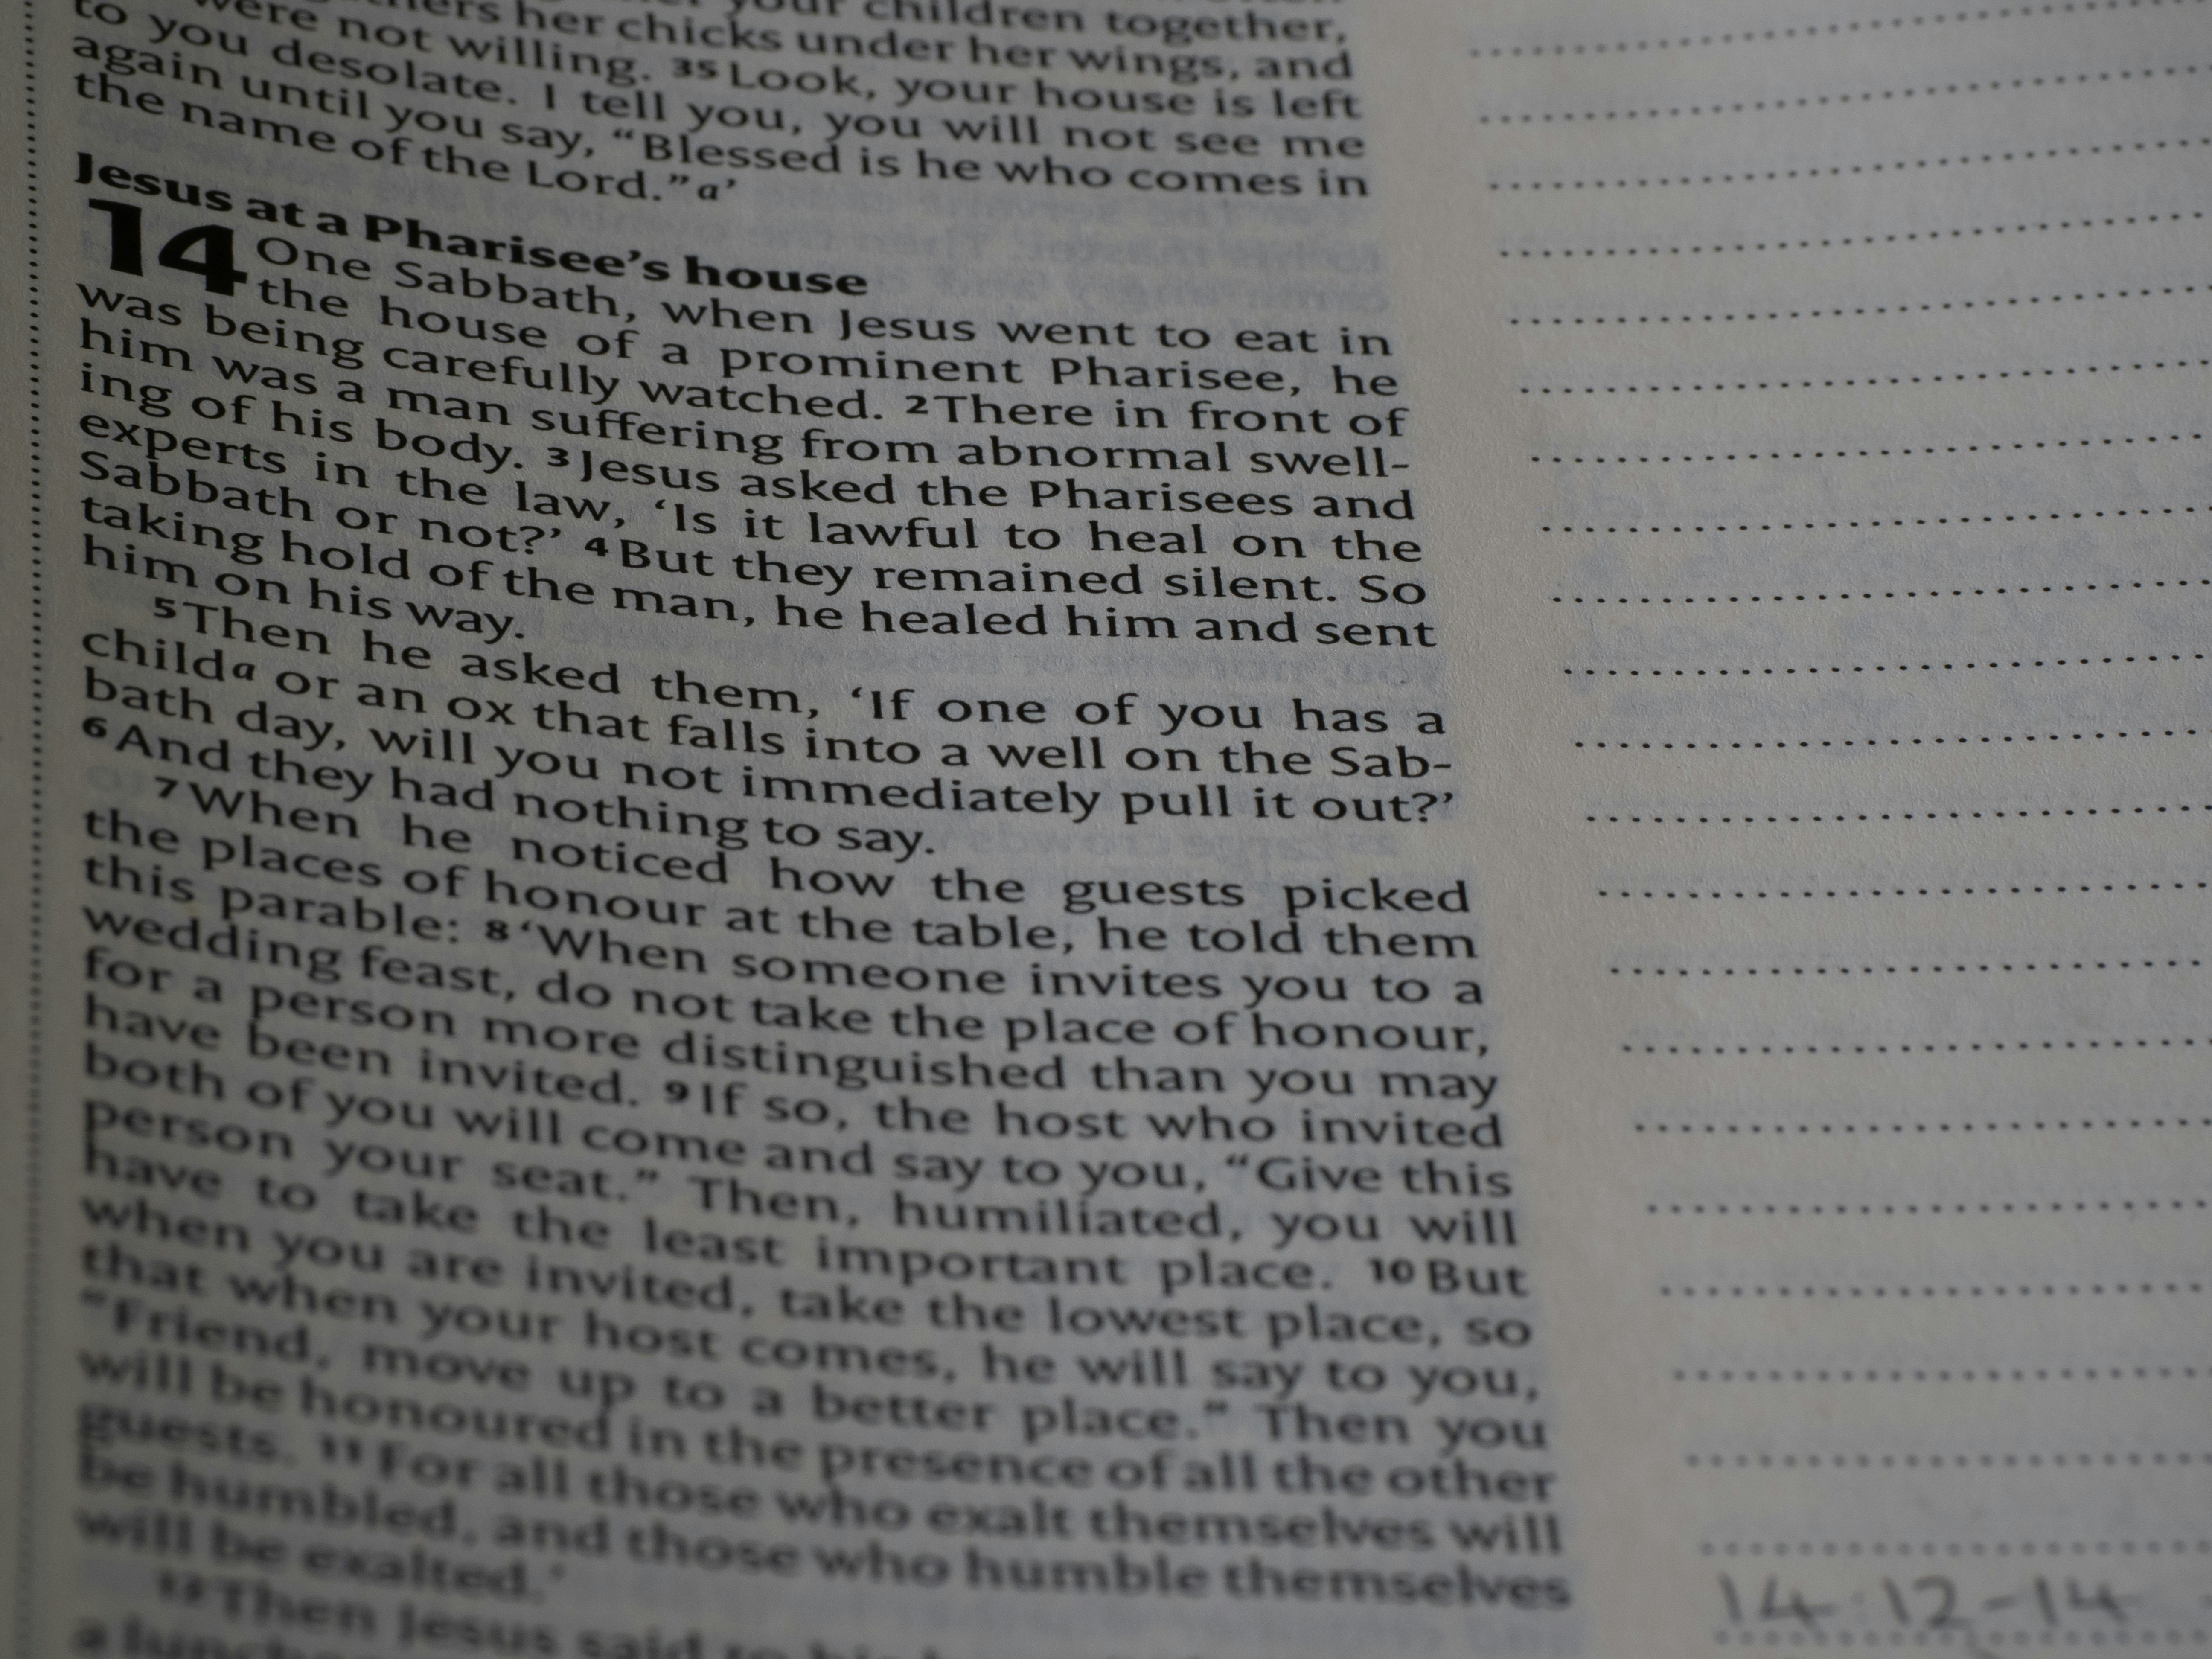 your children together,
her chicks under her wings, and
were not willing. 35 Look, your house is left
to you desolate. I tell you, you will not see me
again until you say, “Blessed is he who comes in
the name of the Lord.”a’
Jesus at a Pharisee’s house
14 One Sabbath, when Jesus went to eat in
the house of a prominent Pharisee, he
was being carefully watched. 2 There in front of
him was a man suffering from abnormal swell-
ing of his body. 3 Jesus asked the Pharisees and
experts in the law, ‘Is it lawful to heal on the
Sabbath or not?’ 4 But they remained silent. So
taking hold of the man, he healed him and sent
him on his way.
5 Then he asked them, ‘If one of you has a
child a or an ox that falls into a well on the Sab-
bath day, will you not immediately pull it out?’
6 And they had nothing to say.
7 When he noticed how the guests picked
the places of honour at the table, he told them
this parable: 8 ‘When someone invites you to a
wedding feast, do not take the place of honour,
for a person more distinguished than you may
have been invited. 9 If so, the host who invited
both of you will come and say to you, “Give this
person your seat.” Then, humiliated, you will
have to take the least important place. 10 But
when you are invited, take the lowest place, so
that when your host comes, he will say to you,
“Friend, move up to a better place.” Then you
will be honoured in the presence of all the other
guests. 11 For all those who exalt themselves will
be humbled, and those who humble themselves
will be exalted.’
12 Then Jesus said to his
a
14:12-14